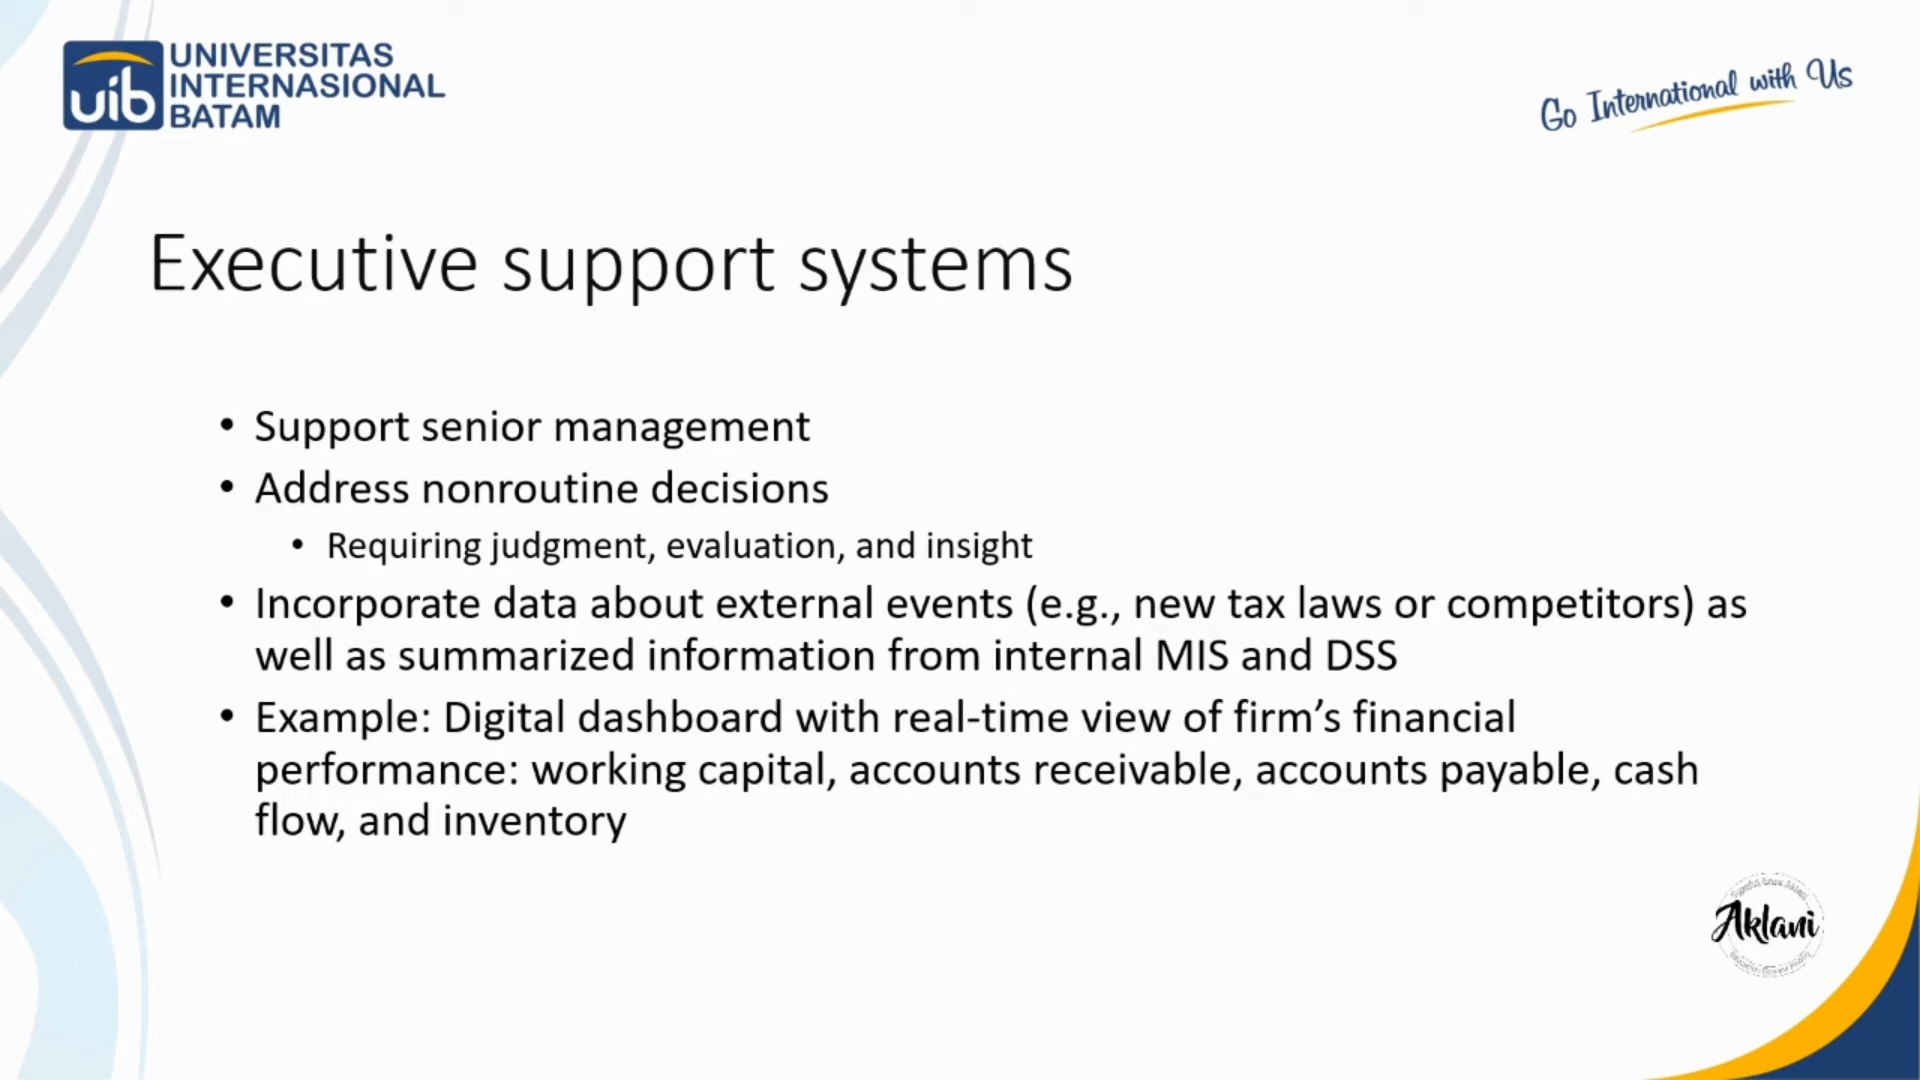 UNIVERSITAS
INTERNASIONAL
BATAM
uib
Go International with Us
Executive support systems
• Support senior management
• Address nonroutine decisions
• Requiring judgment, evaluation, and insight
• Incorporate data about external events (e.g., new tax laws or competitors) as
well as summarized information from internal MIS and DSS
• Example: Digital dashboard with real-time view of firm’s financial
performance: working capital, accounts receivable, accounts payable, cash
flow, and inventory
Aklani